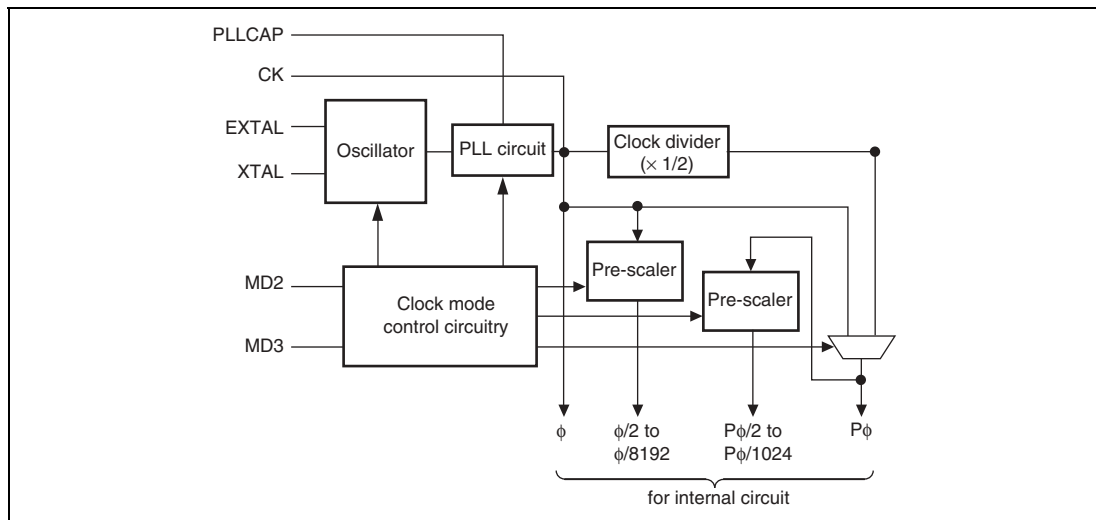 PLLCAP
CK
EXTAL
XTAL
Oscillator
PLL circuit
Clock divider
(× 1/2)
MD2
MD3
Clock mode
control circuitry
Pre-scaler
Pre-scaler
ϕ
ϕ/2 to
ϕ/8192
Pϕ/2 to
Pϕ/1024
Pϕ
for internal circuit